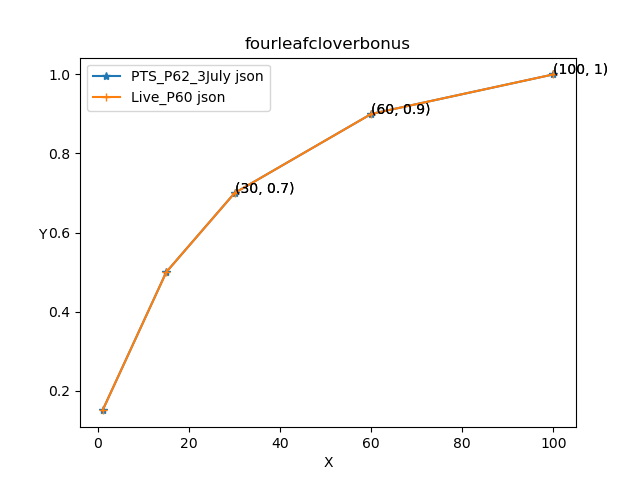 fourleafcloverbonus
PTS_P62_3July json
Live_P60 json
(100, 1)
(60, 0.9)
(30, 0.7)
1.0
0.8
0.6
0.4
0.2
Y
0 20 40 60 80 100
X